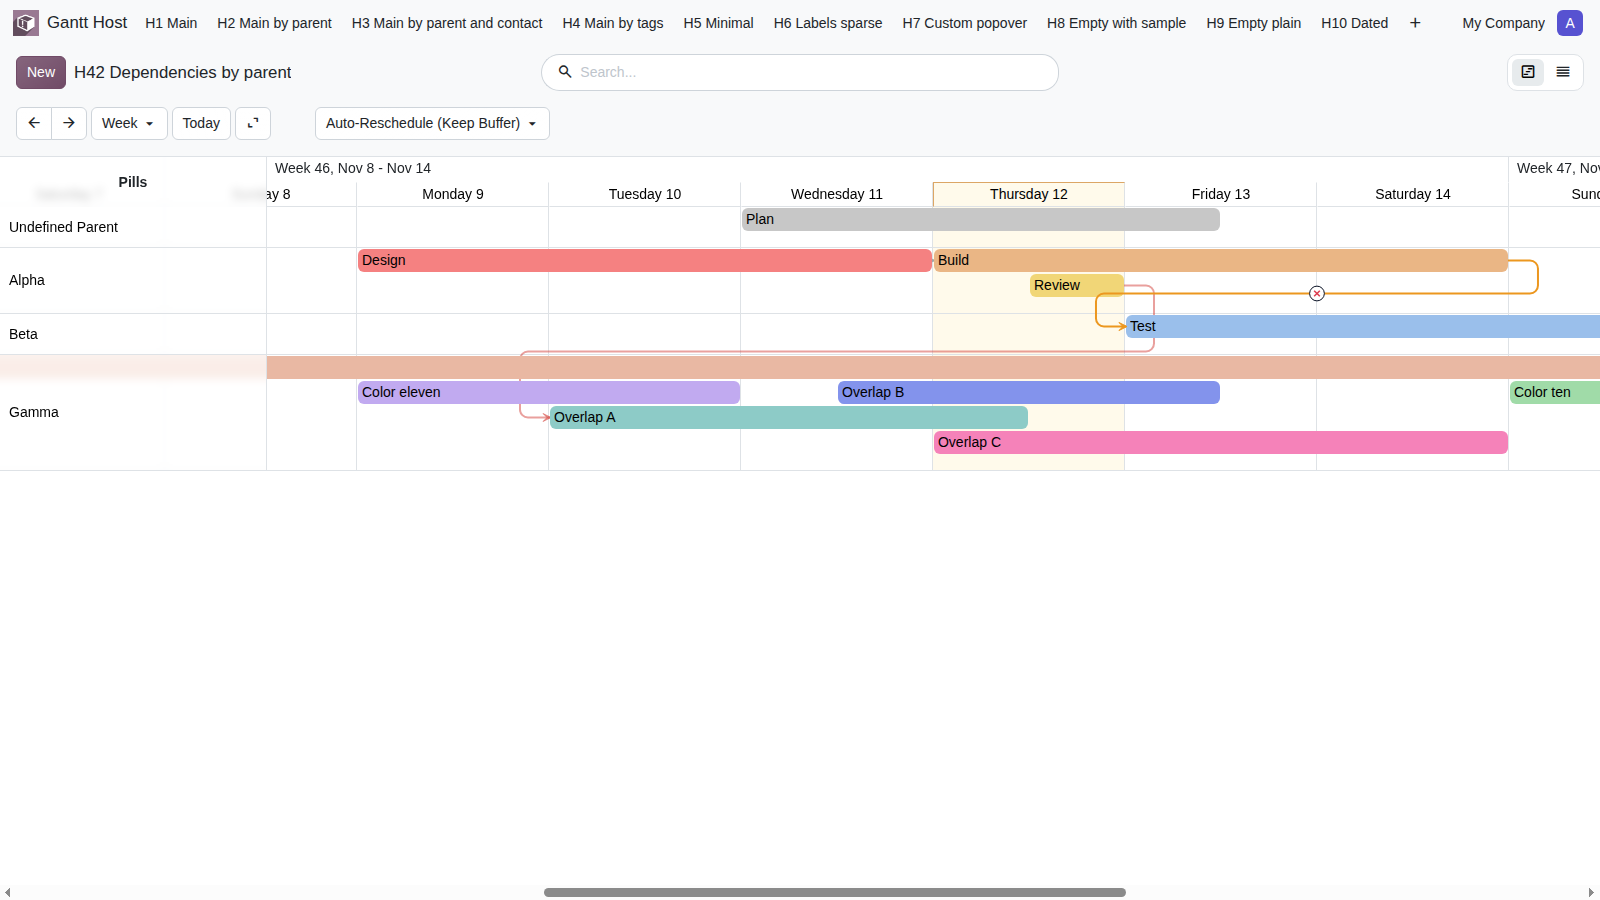 Gantt Host H1 Main H2 Main by parent H3 Main by parent and contact H4 Main by tags H5 Minimal H6 Labels sparse H7 Custom popover H8 Empty with sample H9 Empty plain H10 Dated + My Company A
New H42 Dependencies by parent Search...
Week Today Auto-Reschedule (Keep Buffer)
Week 46, Nov 8 - Nov 14 Week 47, Nov
Pills
ay 8 Monday 9 Tuesday 10 Wednesday 11 Thursday 12 Friday 13 Saturday 14 Sund
Undefined Parent Plan
Alpha Design Build
Review
Beta Test
Gamma Color eleven Overlap B Color ten
Overlap A
Overlap C